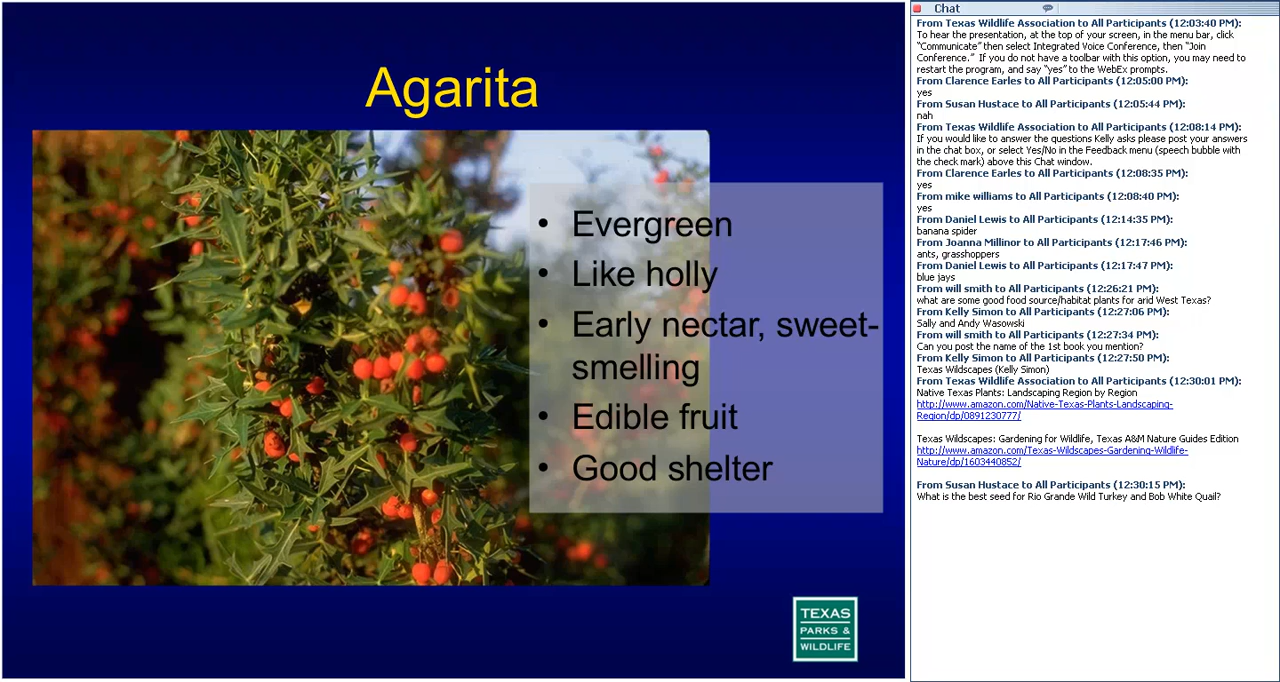 Agarita
• Evergreen
• Like holly
• Early nectar, sweet-
smelling
• Edible fruit
• Good shelter
TEXAS
PARKS &
WILDLIFE
Chat
From Texas Wildlife Association to All Participants (12:03:40 PM):
To hear the presentation, at the top of your screen, in the menu bar, click
"Communicate" then select Integrated Voice Conference, then "Join
Conference." If you do not have a toolbar with this option, you may need to
restart the program, and say "yes" to the WebEx prompts.
From Clarence Earles to All Participants (12:05:00 PM):
yes
From Susan Hustace to All Participants (12:05:44 PM):
nah
From Texas Wildlife Association to All Participants (12:08:14 PM):
If you would like to answer the questions Kelly asks please post your answers
in the chat box, or select Yes/No in the Feedback menu (speech bubble with
the check mark) above this Chat window.
From Clarence Earles to All Participants (12:08:35 PM):
yes
From mike williams to All Participants (12:08:40 PM):
yes
From Daniel Lewis to All Participants (12:14:35 PM):
banana spider
From Joanna Millinor to All Participants (12:17:46 PM):
ants, grasshoppers
From Daniel Lewis to All Participants (12:17:47 PM):
blue jays
From will smith to All Participants (12:26:21 PM):
what are some good food source/habitat plants for arid West Texas?
From Kelly Simon to All Participants (12:27:06 PM):
Sally and Andy Wasowski
From will smith to All Participants (12:27:34 PM):
Can you post the name of the 1st book you mention?
From Kelly Simon to All Participants (12:27:50 PM):
Texas Wildscapes (Kelly Simon)
From Texas Wildlife Association to All Participants (12:30:01 PM):
Native Texas Plants: Landscaping Region by Region
http://www.amazon.com/Native-Texas-Plants-Landscaping-
Region/dp/0891230777/
Texas Wildscapes: Gardening for Wildlife, Texas A&M Nature Guides Edition
http://www.amazon.com/Texas-Wildscapes-Gardening-Wildlife-
Nature/dp/1603440852/
From Susan Hustace to All Participants (12:30:15 PM):
What is the best seed for Rio Grande Wild Turkey and Bob White Quail?